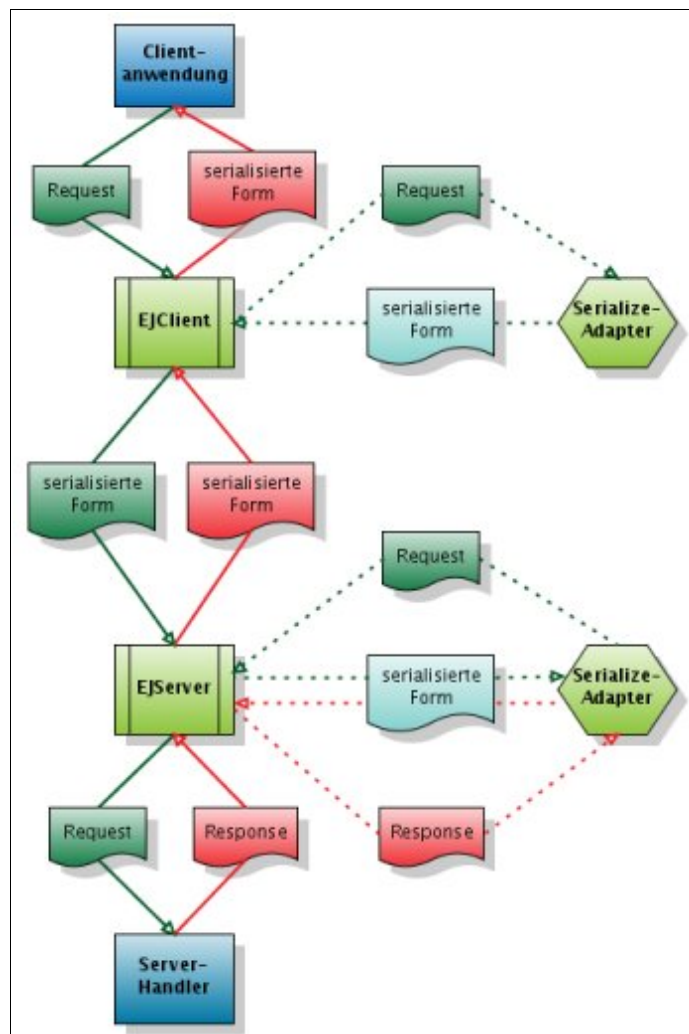 Client-
anwendung
Request
serialisierte
Form
Request
EJClient
serialisierte
Form
Serialize-
Adapter
serialisierte
Form
serialisierte
Form
Request
EJServer
serialisierte
Form
Serialize-
Adapter
Request
Response
Response
Server-
Handler